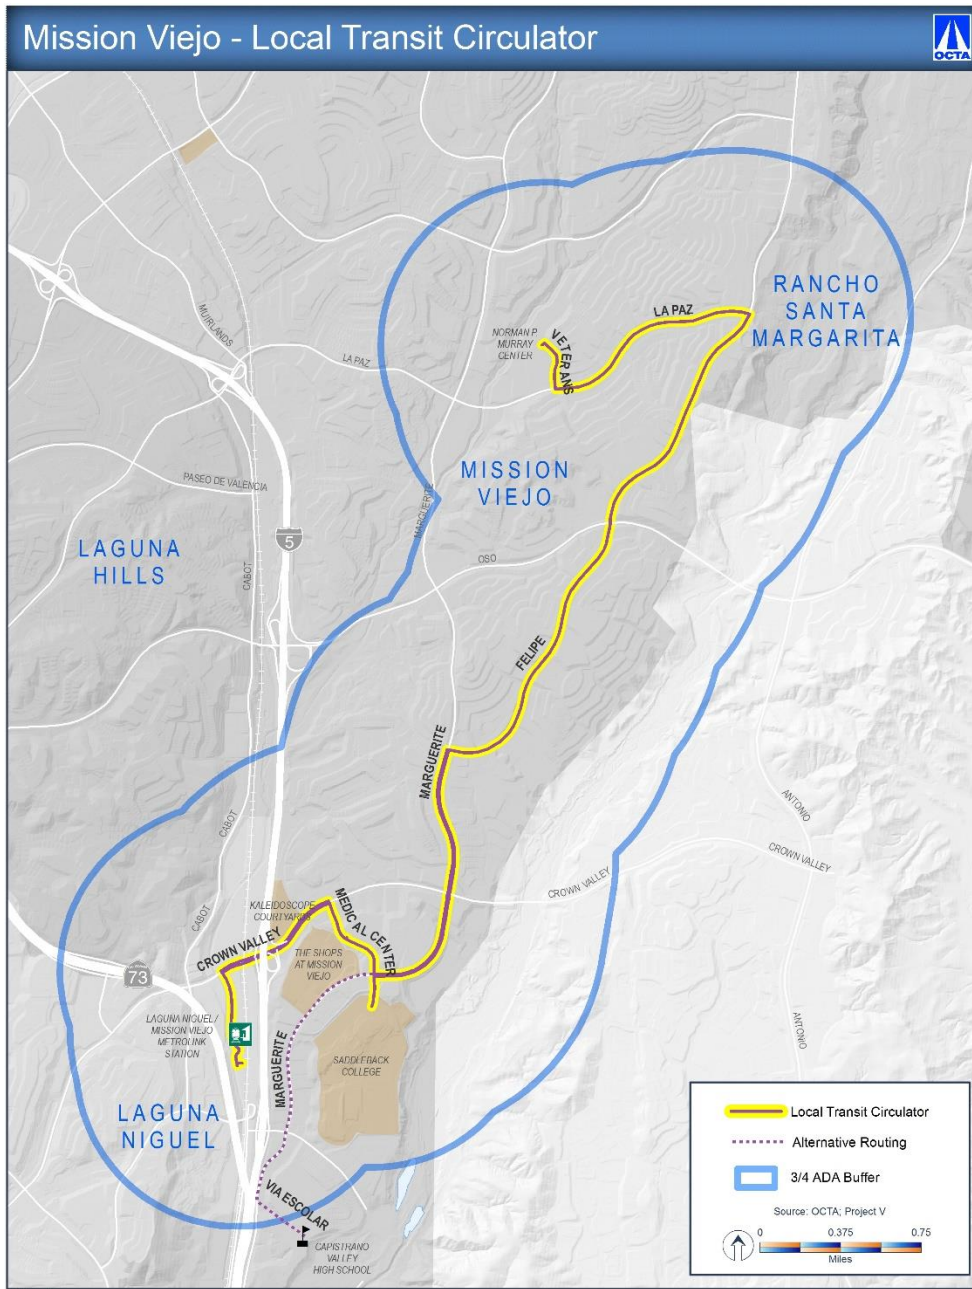 Mission Viejo - Local Transit Circulator
OCTA
RANCHO
SANTA
MARGARITA
LA PAZ
NORMAN P.
MURRAY
CENTER
VETERANS
MUIRLANDS
LA PAZ
MISSION
VIEJO
PASEO DE VALENCIA
MARGUERITE
5
LAGUNA
HILLS
CABOT
OSO
FELIPE
MARGUERITE
ANTONIO
CABOT
CROWN VALLEY
CROWN VALLEY
KALEIDOSCOPE
COURTYARDS
MEDICAL CENTER
CABOT
CROWN VALLEY
THE SHOPS
AT MISSION
VIEJO
73
LAGUNA NIGUEL /
MISSION VIEJO
METROLINK
STATION
ANTONIO
SADDLEBACK
COLLEGE
MARGUERITE
LAGUNA
NIGUEL
VIA ESCOLAR
CAPISTRANO
VALLEY
HIGH SCHOOL
Local Transit Circulator
Alternative Routing
3/4 ADA Buffer
Source: OCTA; Project V
0 0.375 0.75
Miles